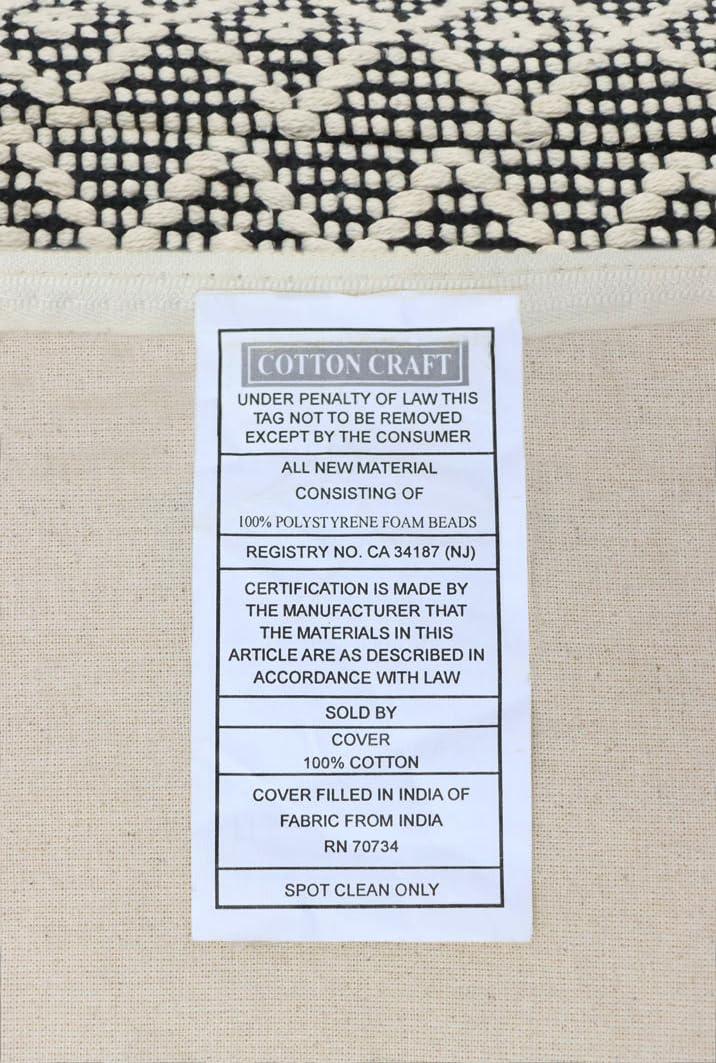 COTTON CRAFT
UNDER PENALTY OF LAW THIS
TAG NOT TO BE REMOVED
EXCEPT BY THE CONSUMER
ALL NEW MATERIAL
CONSISTING OF
100% POLYSTYRENE FOAM BEADS
REGISTRY NO. CA 34187 (NJ)
CERTIFICATION IS MADE BY
THE MANUFACTURER THAT
THE MATERIALS IN THIS
ARTICLE ARE AS DESCRIBED IN
ACCORDANCE WITH LAW
SOLD BY
COVER
100% COTTON
COVER FILLED IN INDIA OF
FABRIC FROM INDIA
RN 70734
SPOT CLEAN ONLY